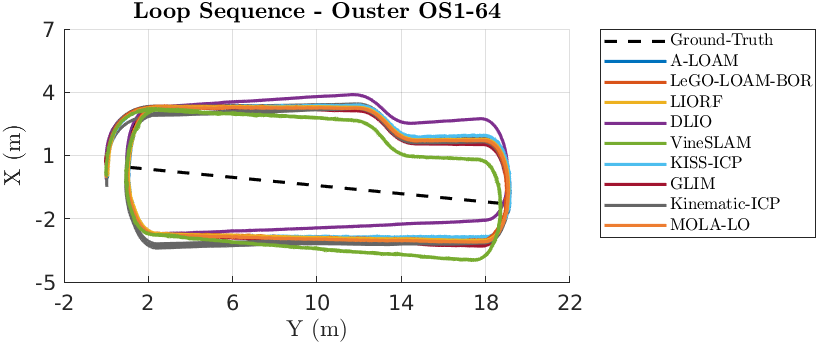 Loop Sequence - Ouster OS1-64
7
4
1
-2
-5
X (m)
-2
2
6
10
14
18
22
Y (m)
Ground-Truth
A-LOAM
LeGO-LOAM-BOR
LIORF
DLIO
VineSLAM
KISS-ICP
GLIM
Kinematic-ICP
MOLA-LO